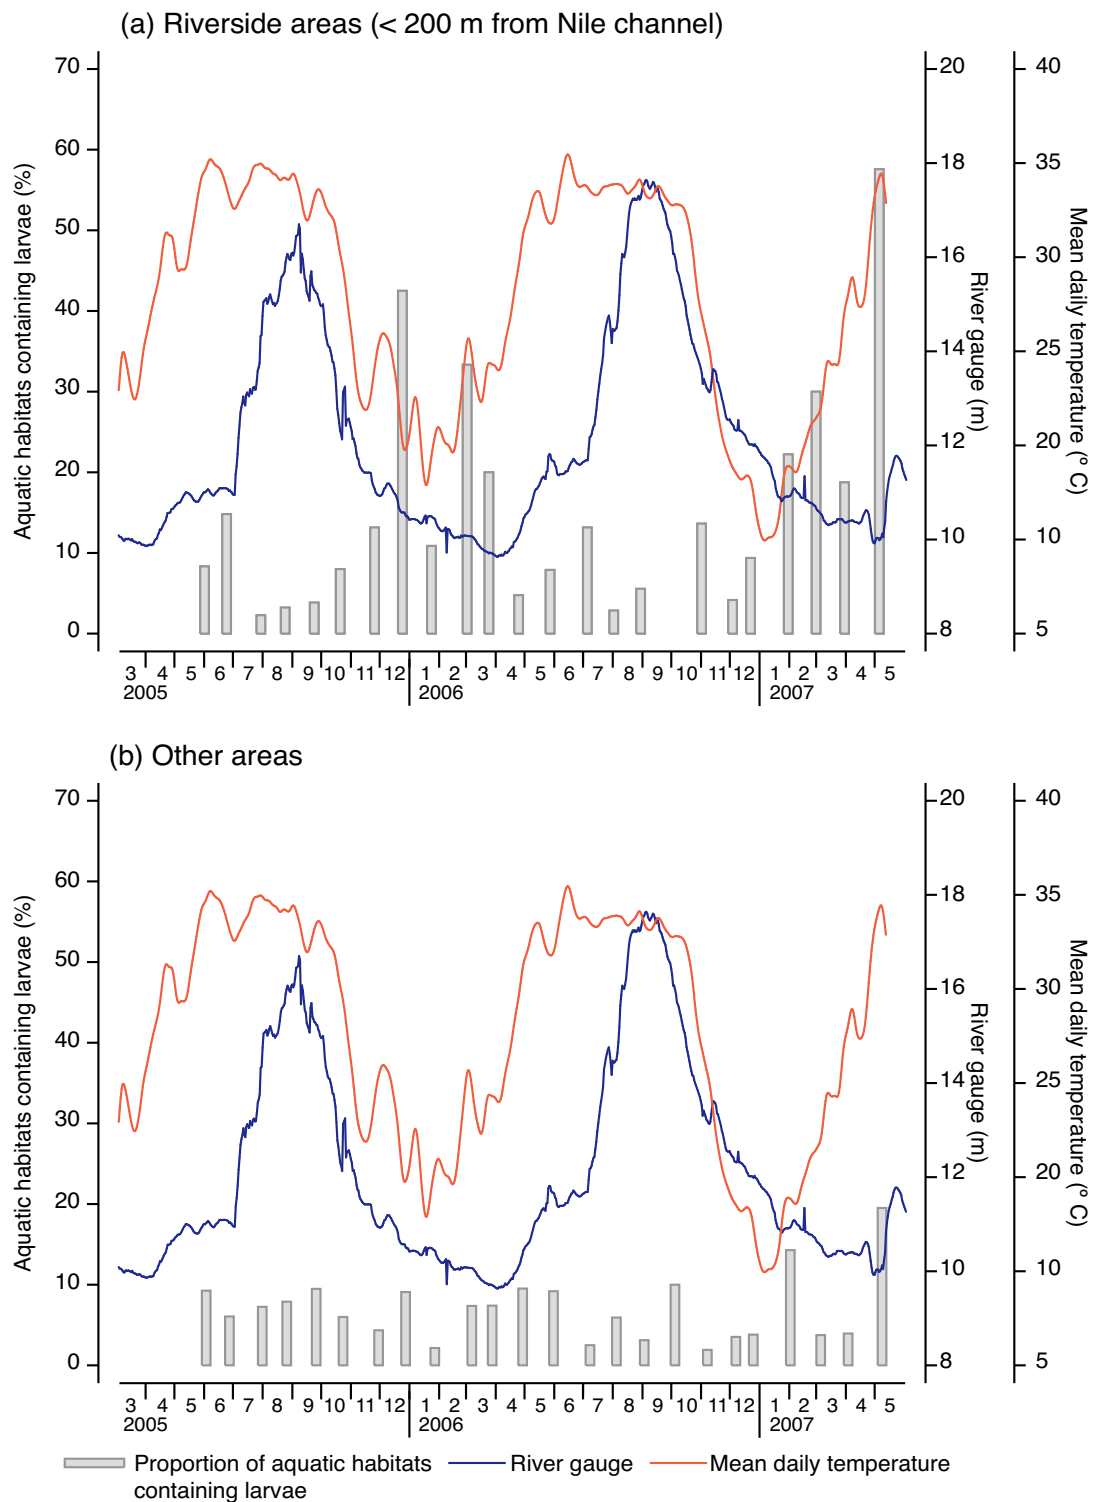 (a) Riverside areas (< 200 m from Nile channel)
Aquatic habitats containing larvae (%)
70
60
50
40
30
20
10
0
20
18
16
14
12
10
8
River gauge (m)
40
35
30
25
20
10
5
Mean daily temperature (º C)
3 4 5 6 7 8 9 10 11 12 1 2 3 4 5 6 7 8 9 10 11 12 1 2 3 4 5
2005 2006 2007
(b) Other areas
Aquatic habitats containing larvae (%)
70
60
50
40
30
20
10
0
20
18
16
14
12
10
8
River gauge (m)
40
35
30
25
20
10
5
Mean daily temperature (º C)
3 4 5 6 7 8 9 10 11 12 1 2 3 4 5 6 7 8 9 10 11 12 1 2 3 4 5
2005 2006 2007
Proportion of aquatic habitats
containing larvae
River gauge
Mean daily temperature